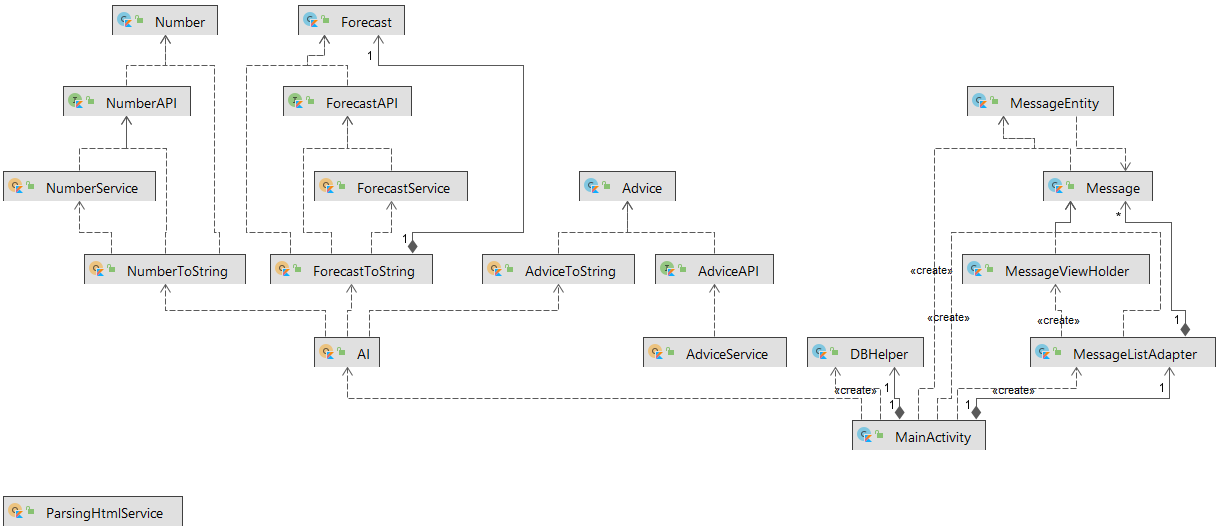 Number
Forecast
1
NumberAPI
ForecastAPI
MessageEntity
NumberService
ForecastService
Advice
Message
*
1
NumberToString
ForecastToString
AdviceToString
AdviceAPI
«create»
MessageViewHolder
«create»
«create»
1
AI
AdviceService
DBHelper
MessageListAdapter
«create»
1
«create»
1
1
1
MainActivity
ParsingHtmlService